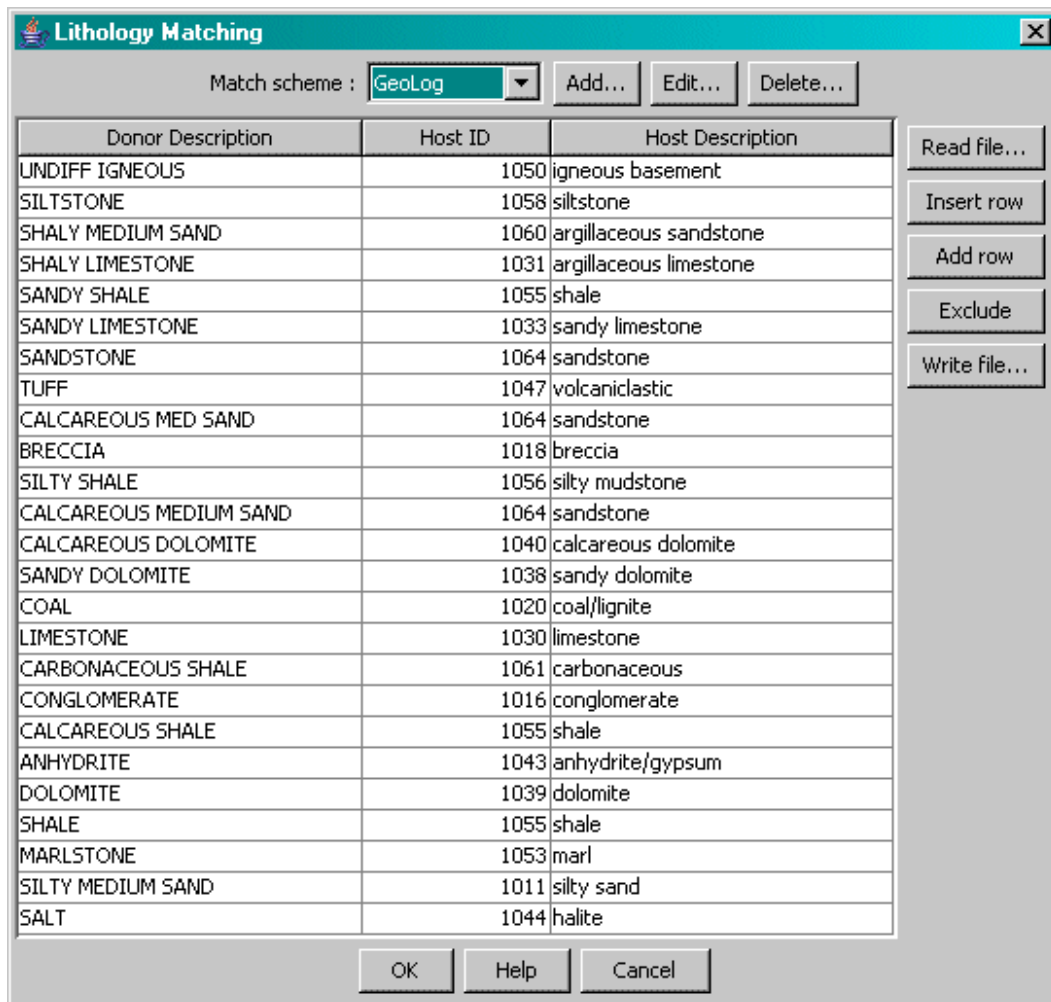 Lithology Matching
Match scheme : GeoLog Add... Edit... Delete...
Donor Description Host ID Host Description
UNDIFF IGNEOUS 1050 igneous basement
SILTSTONE 1058 siltstone
SHALY MEDIUM SAND 1060 argillaceous sandstone
SHALY LIMESTONE 1031 argillaceous limestone
SANDY SHALE 1055 shale
SANDY LIMESTONE 1033 sandy limestone
SANDSTONE 1064 sandstone
TUFF 1047 volcaniclastic
CALCAREOUS MED SAND 1064 sandstone
BRECCIA 1018 breccia
SILTY SHALE 1056 silty mudstone
CALCAREOUS MEDIUM SAND 1064 sandstone
CALCAREOUS DOLOMITE 1040 calcareous dolomite
SANDY DOLOMITE 1038 sandy dolomite
COAL 1020 coal/lignite
LIMESTONE 1030 limestone
CARBONACEOUS SHALE 1061 carbonaceous
CONGLOMERATE 1016 conglomerate
CALCAREOUS SHALE 1055 shale
ANHYDRITE 1043 anhydrite/gypsum
DOLOMITE 1039 dolomite
SHALE 1055 shale
MARLSTONE 1053 marl
SILTY MEDIUM SAND 1011 silty sand
SALT 1044 halite
Read file...
Insert row
Add row
Exclude
Write file...
OK Help Cancel